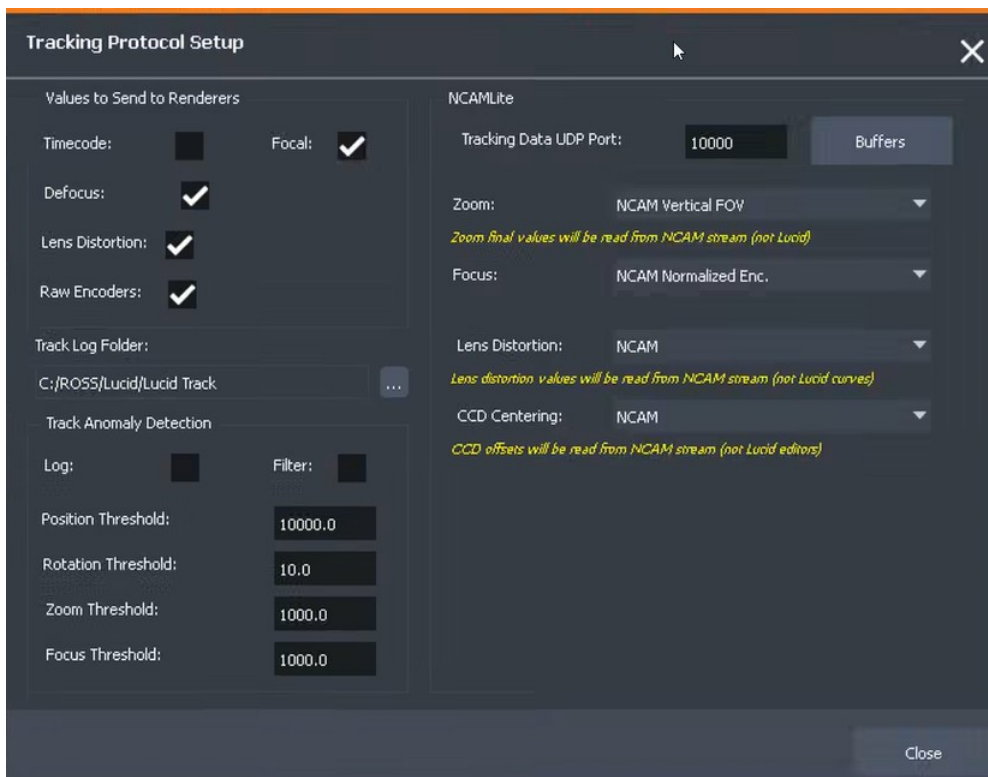 Tracking Protocol Setup
Values to Send to Renderers
Timecode:
Focal:
Defocus:
Lens Distortion:
Raw Encoders:
Track Log Folder:
C:/ROSS/Lucid/Lucid Track
...
Track Anomaly Detection
Log:
Filter:
Position Threshold:
10000.0
Rotation Threshold:
10.0
Zoom Threshold:
1000.0
Focus Threshold:
1000.0
NCAMLite
Tracking Data UDP Port:
10000
Buffers
Zoom:
NCAM Vertical FOV
Zoom final values will be read from NCAM stream (not Lucid)
Focus:
NCAM Normalized Enc.
Lens Distortion:
NCAM
Lens distortion values will be read from NCAM stream (not Lucid curves)
CCD Centering:
NCAM
CCD offsets will be read from NCAM stream (not Lucid editors)
Close